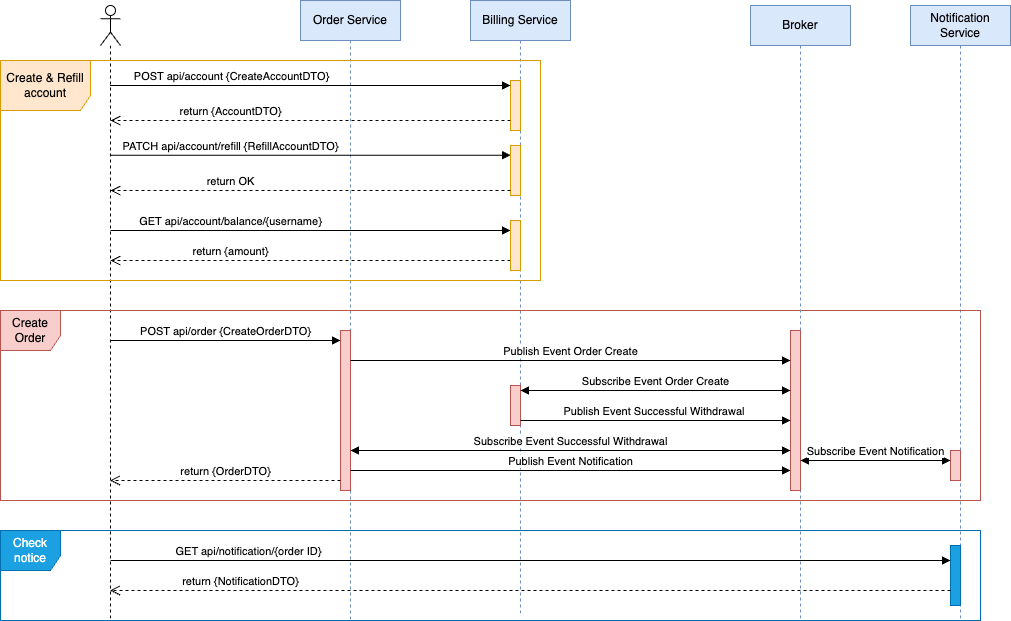 Order Service
Billing Service
Broker
Notification
Service
Create & Refill
account
POST api/account {CreateAccountDTO}
return {AccountDTO}
PATCH api/account/refill {RefillAccountDTO}
return OK
GET api/account/balance/{username}
return {amount}
Create
Order
POST api/order {CreateOrderDTO}
Publish Event Order Create
Subscribe Event Order Create
Publish Event Successful Withdrawal
Subscribe Event Successful Withdrawal
Subscribe Event Notification
Publish Event Notification
return {OrderDTO}
Check
notice
GET api/notification/{order ID}
return {NotificationDTO}